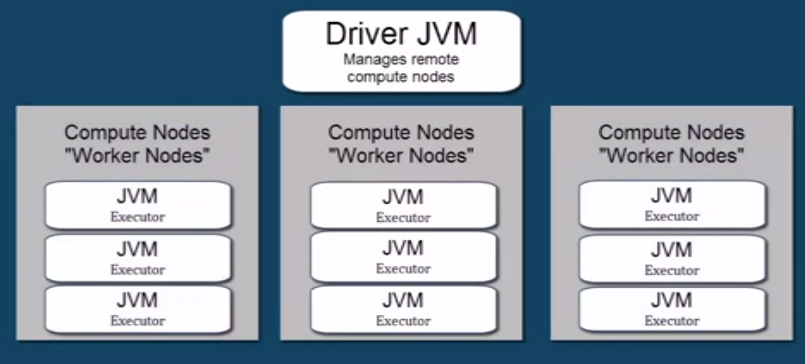 Driver JVM
Manages remote
compute nodes
Compute Nodes
"Worker Nodes"
JVM
Executor
JVM
Executor
JVM
Executor
Compute Nodes
"Worker Nodes"
JVM
Executor
JVM
Executor
JVM
Executor
Compute Nodes
"Worker Nodes"
JVM
Executor
JVM
Executor
JVM
Executor